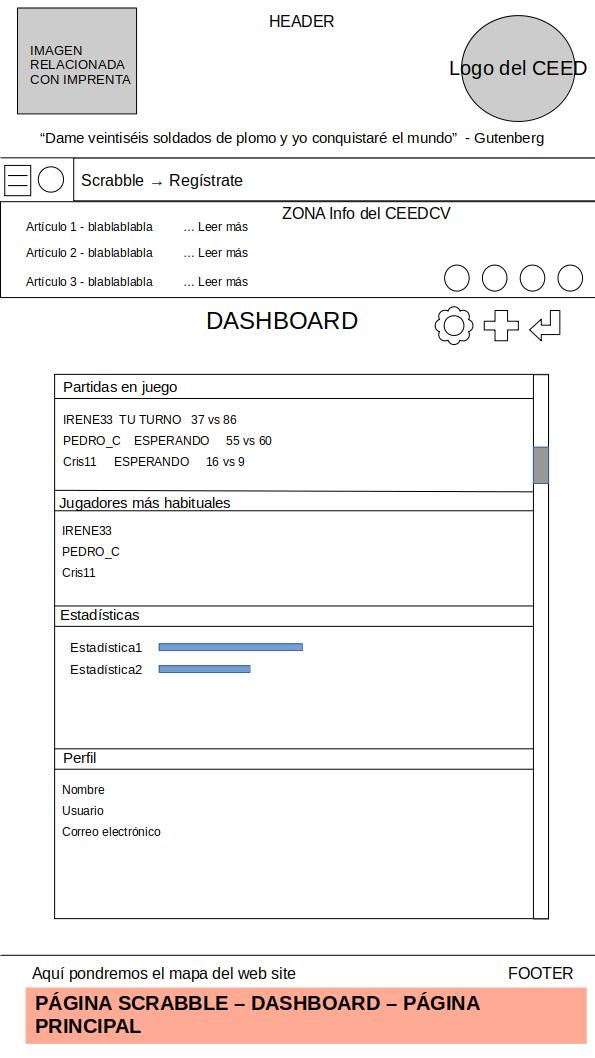 HEADER
IMAGEN
RELACIONADA
CON IMPRENTA
Logo del CEED
“Dame veintiséis soldados de plomo y yo conquistaré el mundo” - Gutenberg
Scrabble → Regístrate
ZONA Info del CEEDCV
Artículo 1 - blablablabla ... Leer más
Artículo 2 - blablablabla ... Leer más
Artículo 3 - blablablabla ... Leer más
DASHBOARD
Partidas en juego
IRENE33 TU TURNO 37 vs 86
PEDRO_C ESPERANDO 55 vs 60
Cris11 ESPERANDO 16 vs 9
Jugadores más habituales
IRENE33
PEDRO_C
Cris11
Estadísticas
Estadística1
Estadística2
Perfil
Nombre
Usuario
Correo electrónico
Aquí pondremos el mapa del web site FOOTER
PÁGINA SCRABBLE – DASHBOARD – PÁGINA
PRINCIPAL